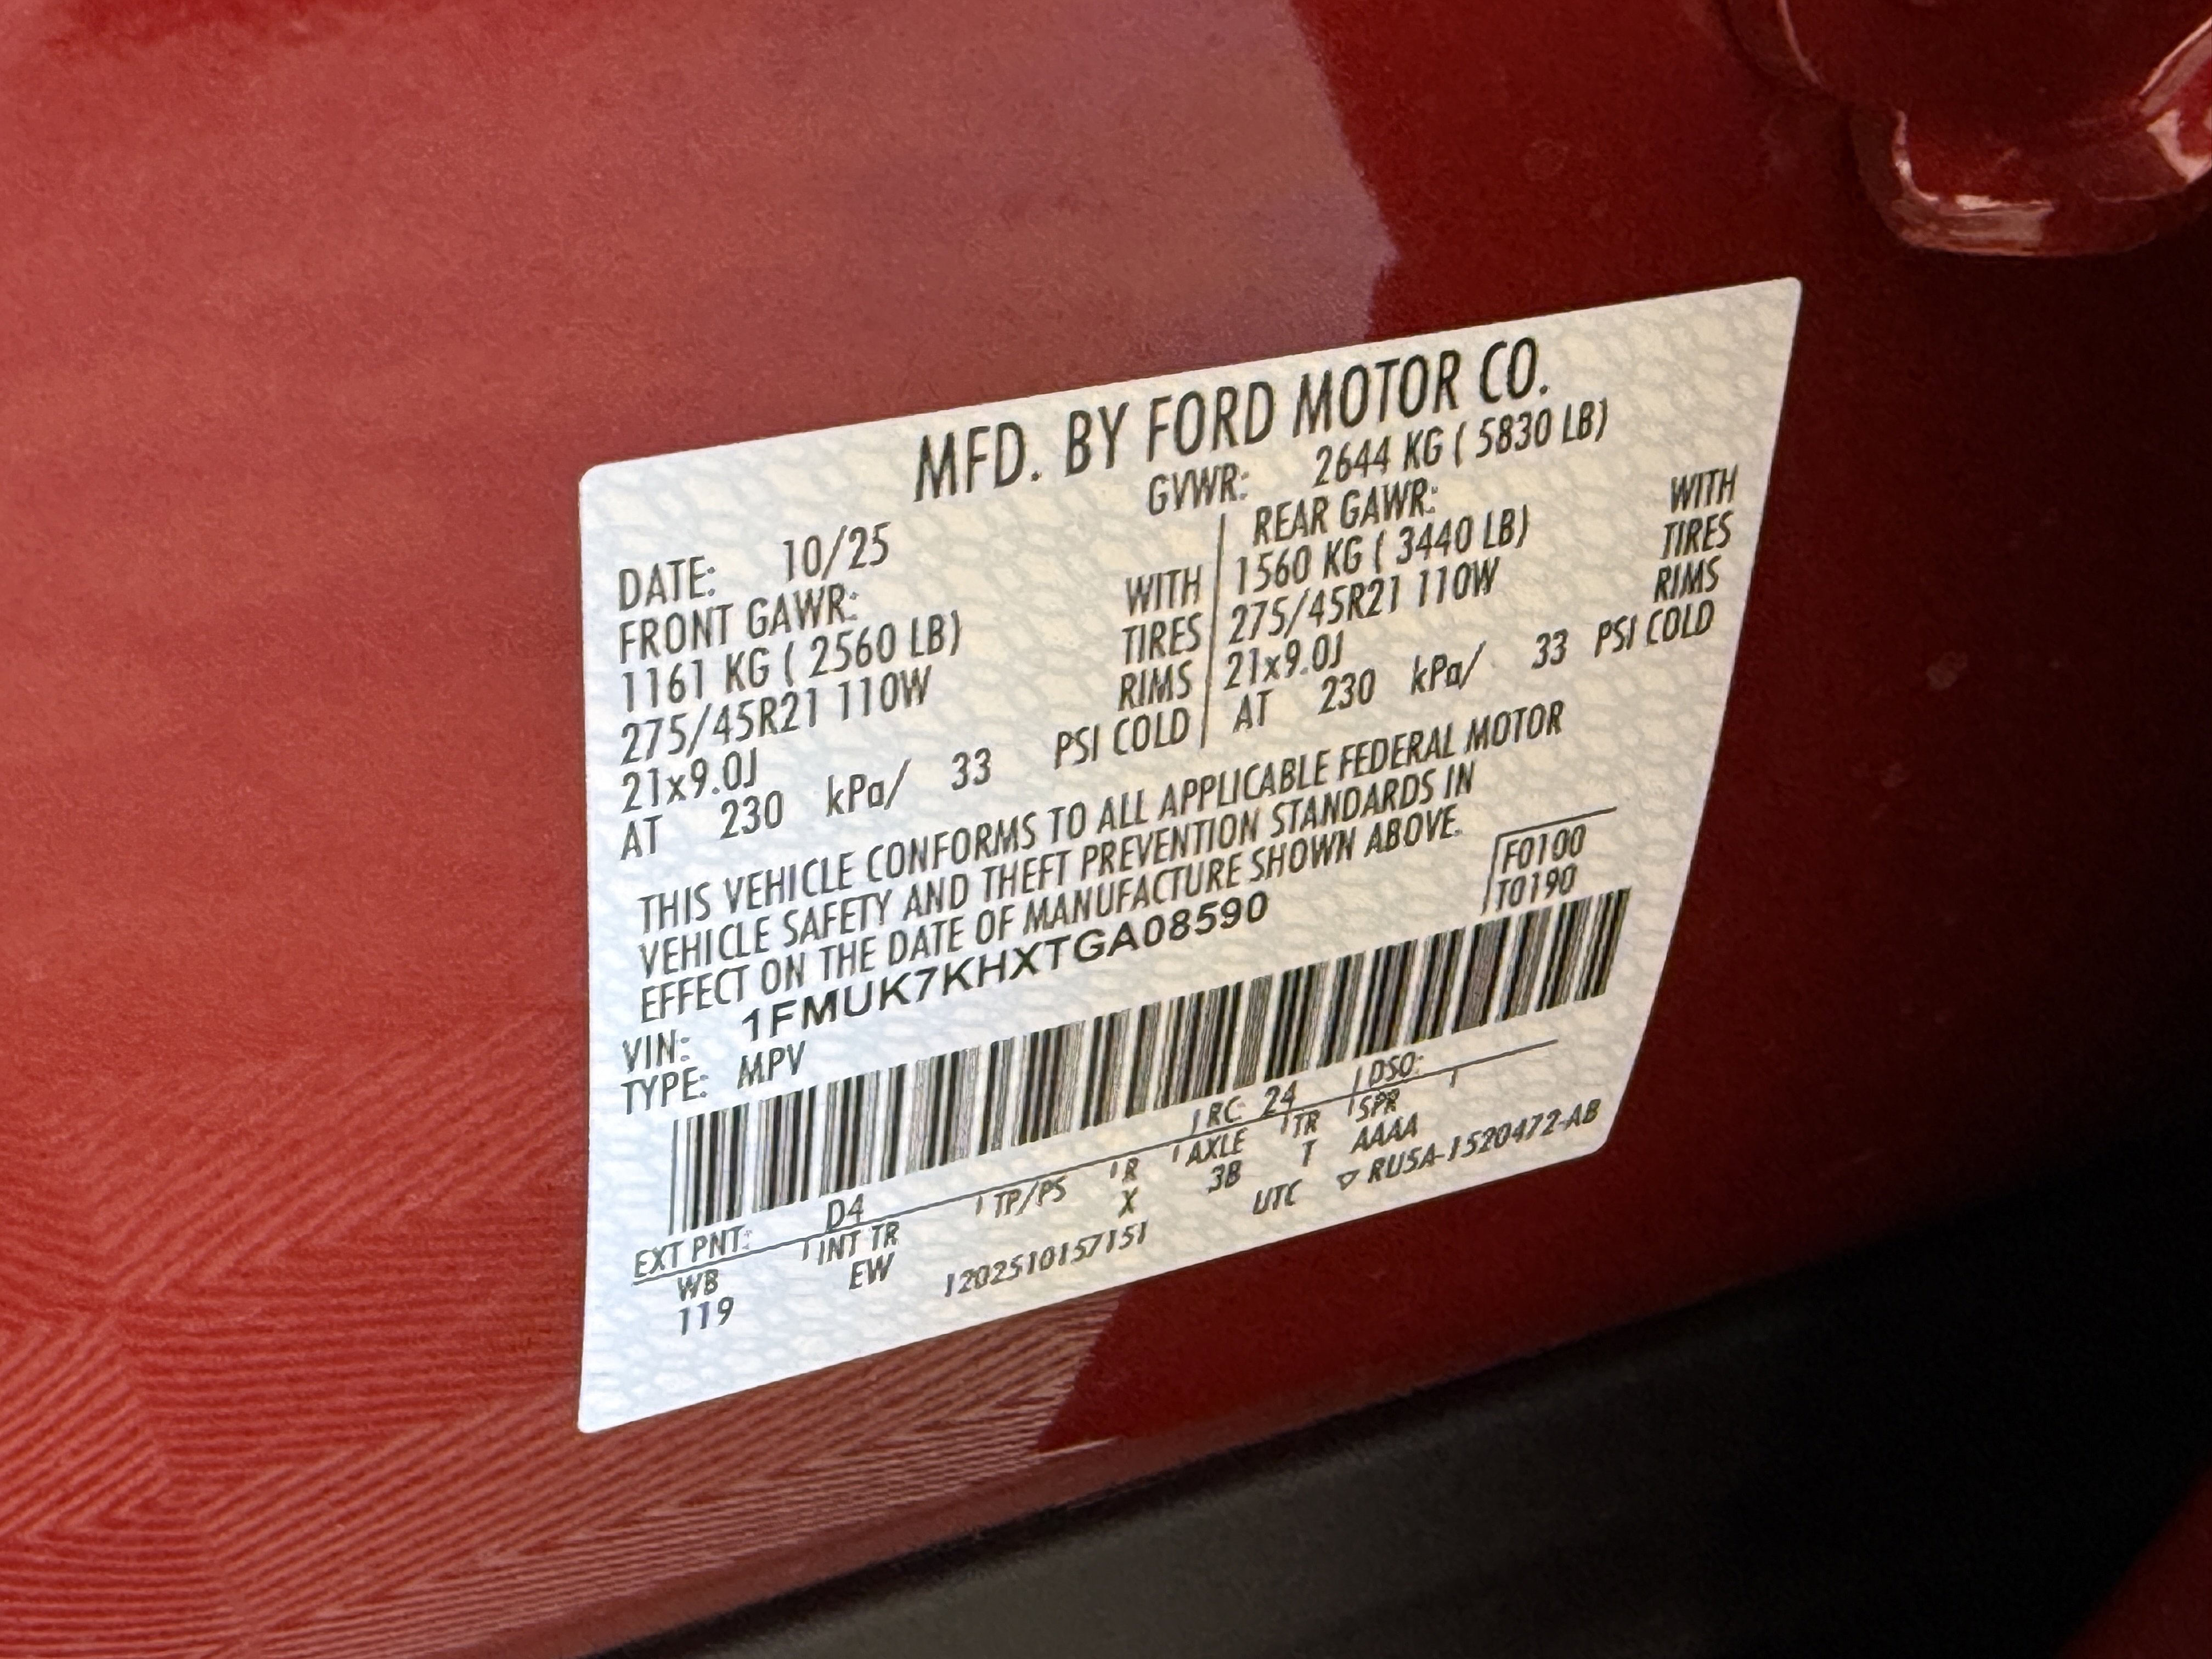 MFD. BY FORD MOTOR CO.
DATE: 10/25 GVWR: 2644 KG ( 5830 LB)
FRONT GAWR: REAR GAWR:
1161 KG ( 2560 LB) WITH 1560 KG ( 3440 LB) WITH
275/45R21 110W TIRES 275/45R21 110W TIRES
21x9.0J RIMS 21x9.0J RIMS
AT 230 kPa/ 33 PSI COLD AT 230 kPa/ 33 PSI COLD
THIS VEHICLE CONFORMS TO ALL APPLICABLE FEDERAL MOTOR
VEHICLE SAFETY AND THEFT PREVENTION STANDARDS IN
EFFECT ON THE DATE OF MANUFACTURE SHOWN ABOVE.
VIN: 1FMUK7KHXTGA08590 F0100
TYPE: MPV T0190
EXT PNT: D4 RC: 24 DSO:
WB INT TR TP/PS R AXLE TR SPR
119 EW X 3B T AAAA
1202510157151 UTC ▽ RU5A-1520472-AB